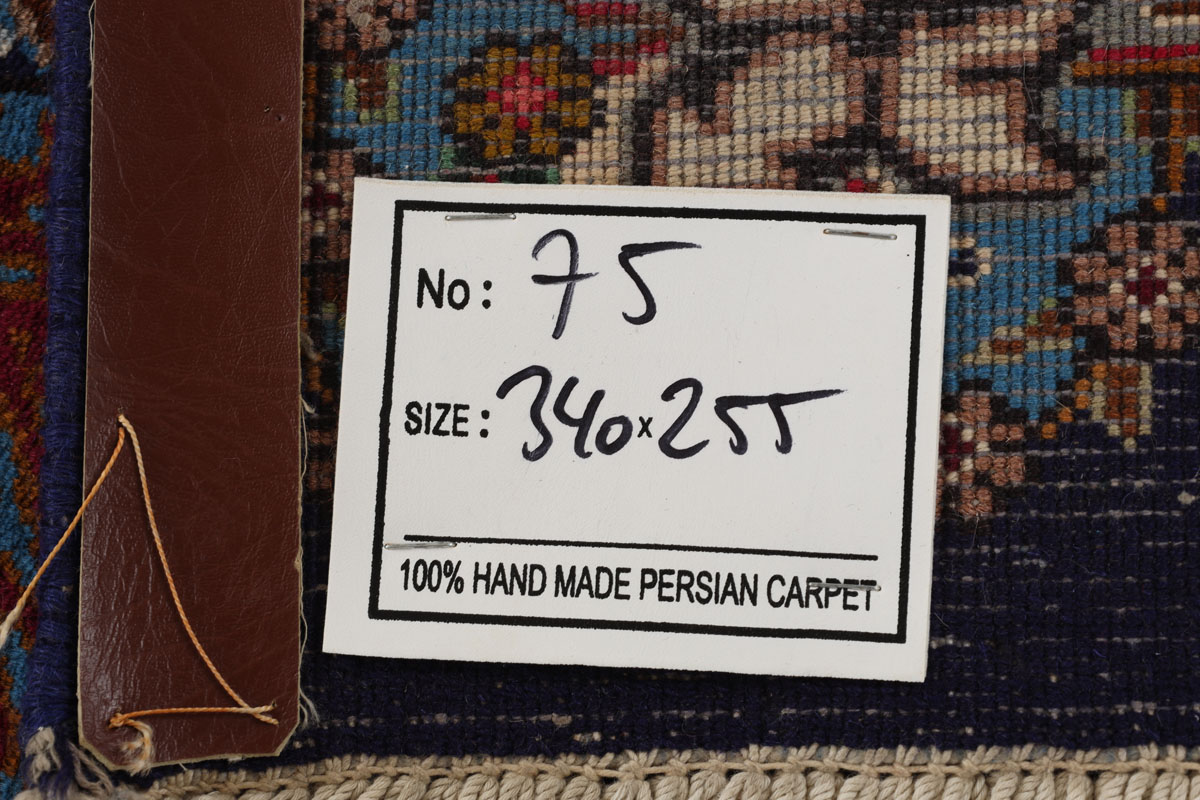 No: 75
SIZE: 340x255
100% HAND MADE PERSIAN CARPET